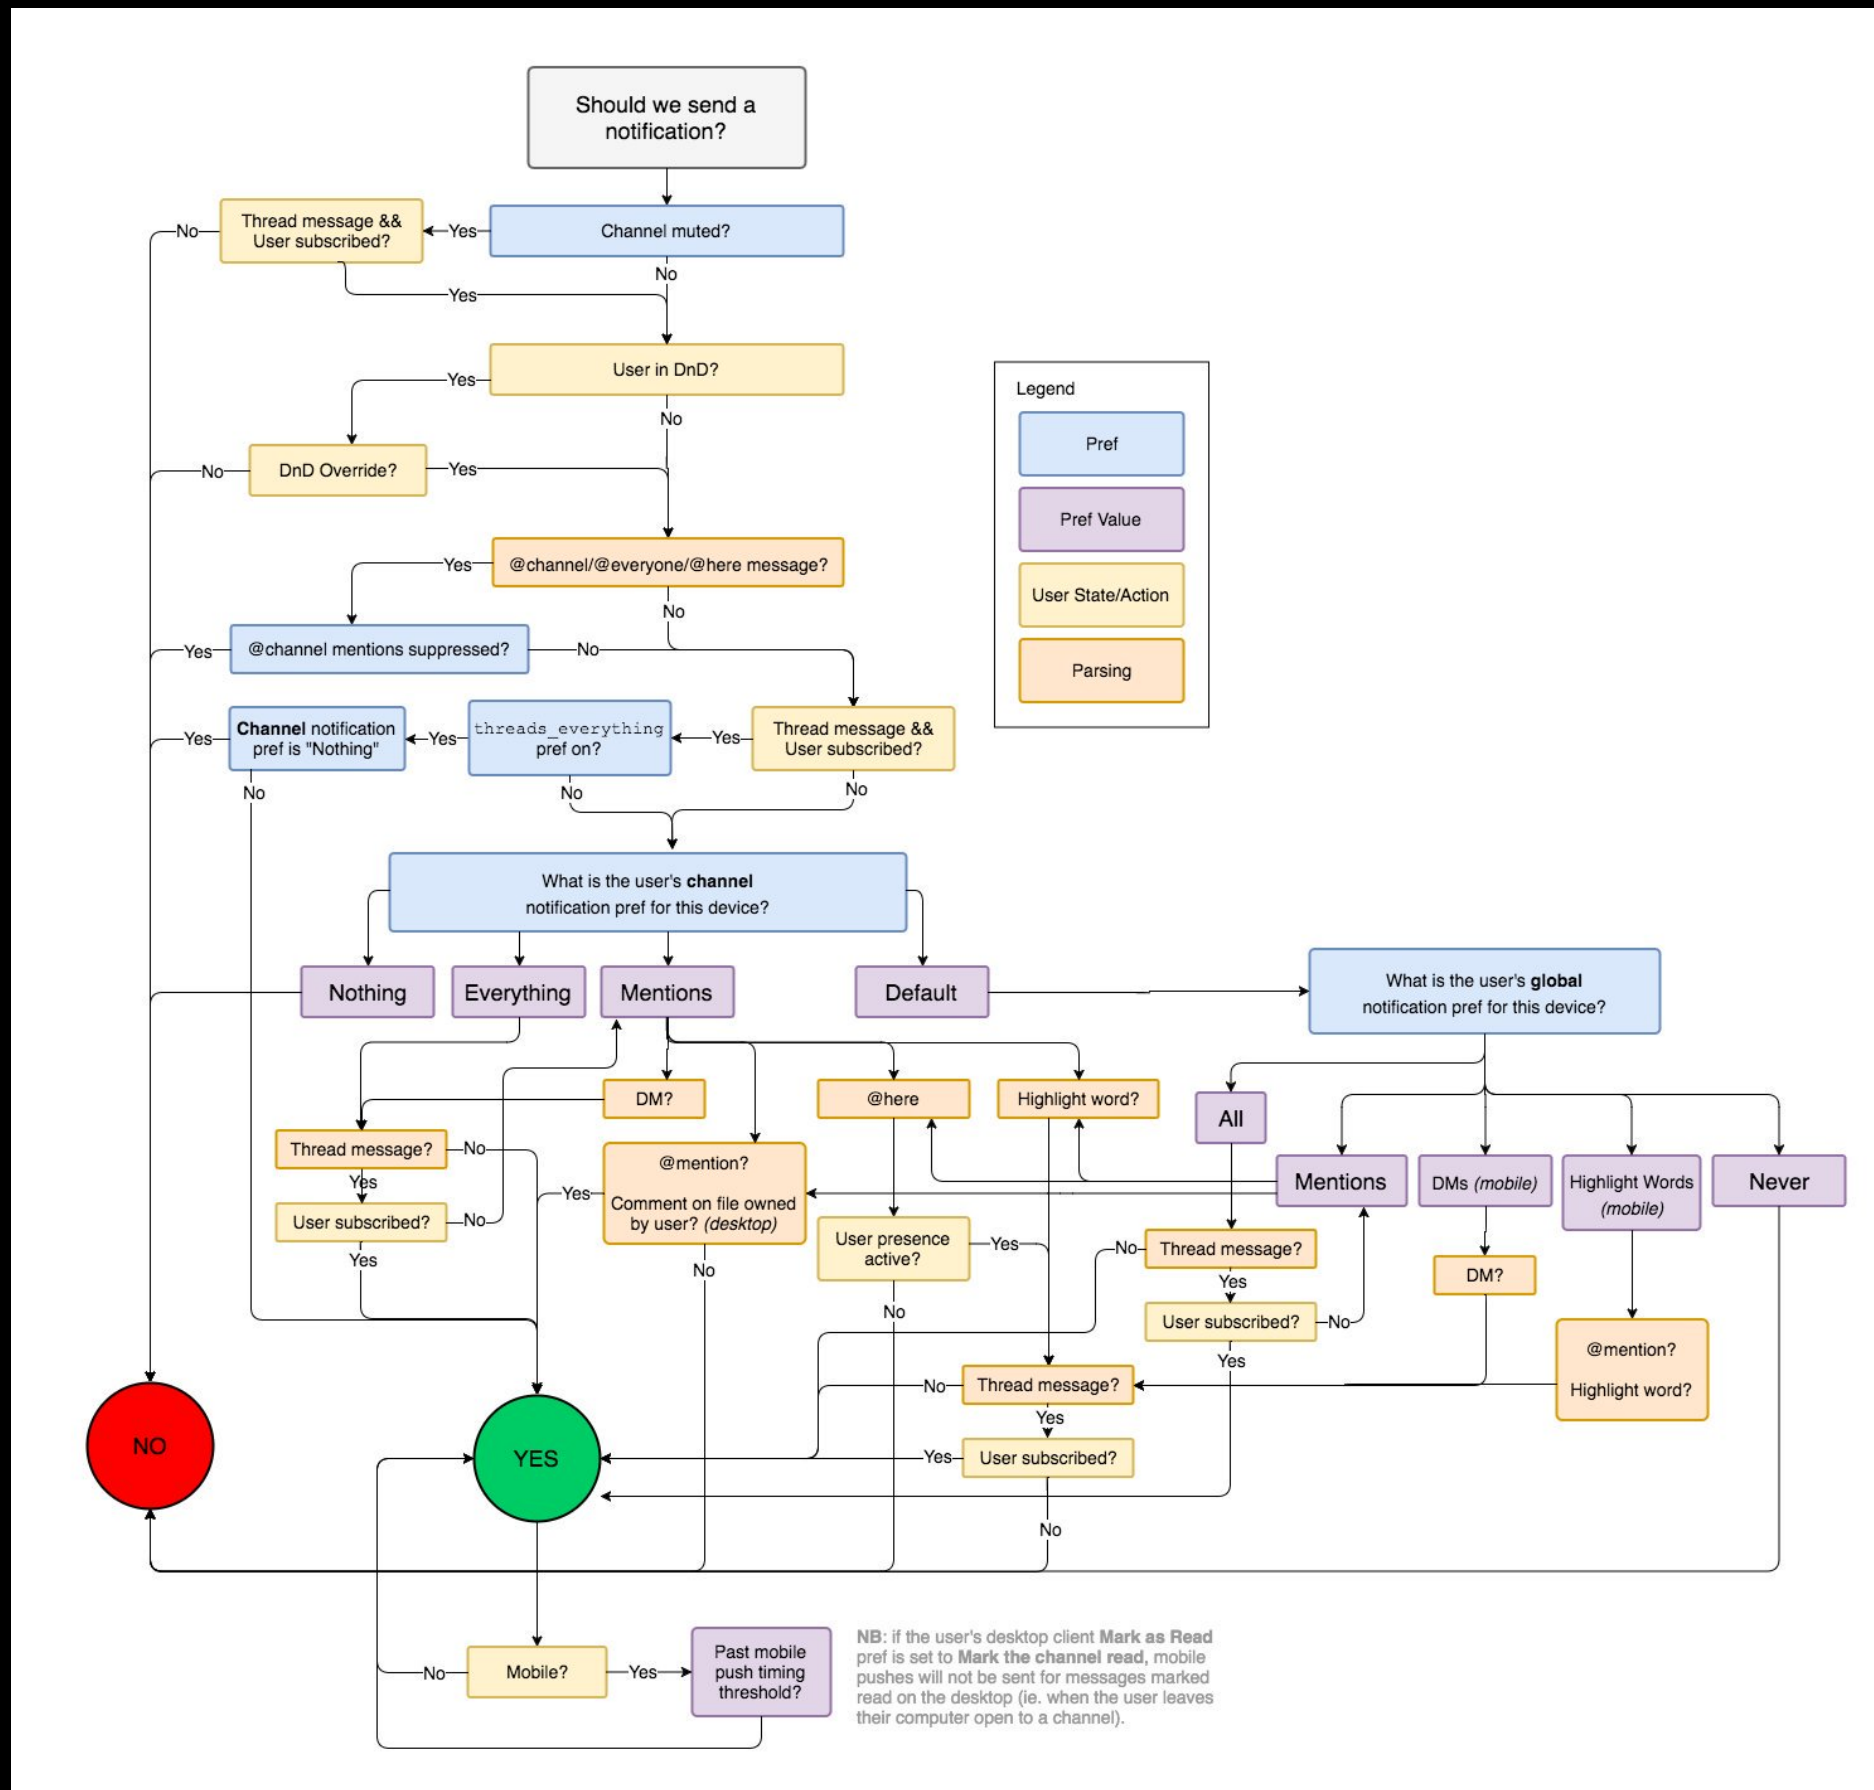 Should we send a
notification?
Thread message &&
User subscribed?
Yes
Channel muted?
No
No
Yes
User in DnD?
Yes
No
DnD Override?
No
Yes
@channel/@everyone/@here message?
Yes
No
@channel mentions suppressed?
Yes
No
Channel notification
pref is "Nothing"
Yes
Yes
threads_everything
pref on?
Yes
Thread message &&
User subscribed?
No
No
No
Legend
Pref
Pref Value
User State/Action
Parsing
What is the user's channel
notification pref for this device?
Nothing
Everything
Mentions
Default
What is the user's global
notification pref for this device?
DM?
@here
Highlight word?
All
Thread message?
No
Yes
User subscribed?
No
Yes
@mention?
Comment on file owned
by user? (desktop)
Yes
No
User presence
active?
Yes
No
Mentions
DMs (mobile)
Highlight Words
(mobile)
Never
No
Thread message?
Yes
User subscribed?
No
Yes
DM?
@mention?
Highlight word?
No
Thread message?
Yes
Yes
User subscribed?
No
NO
YES
No
Mobile?
Yes
Past mobile
push timing
threshold?
NB: if the user's desktop client Mark as Read
pref is set to Mark the channel read, mobile
pushes will not be sent for messages marked
read on the desktop (ie. when the user leaves
their computer open to a channel).